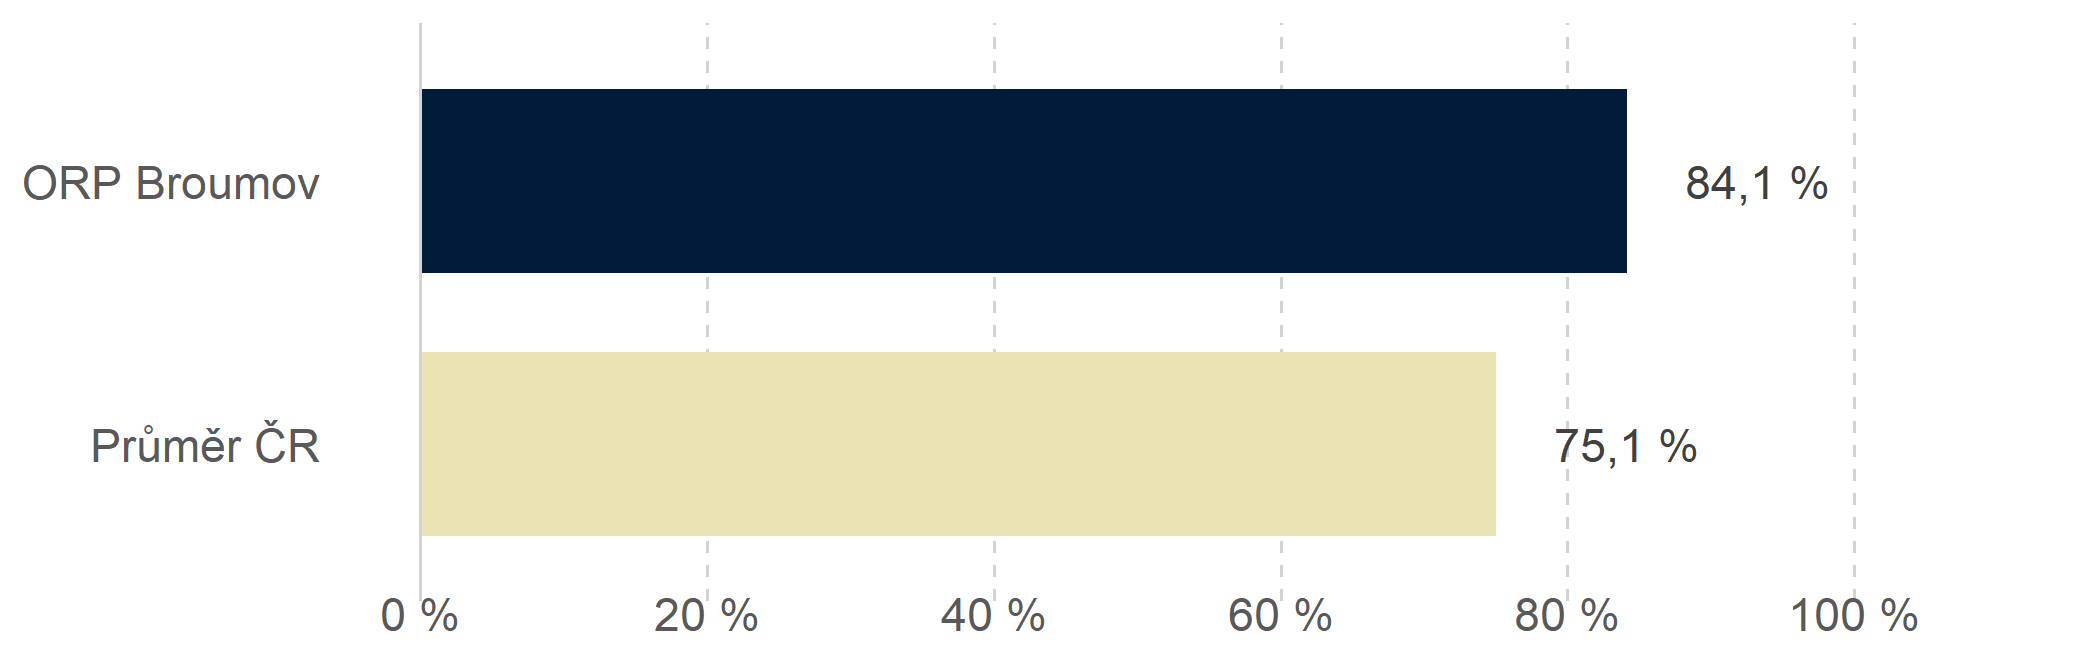 ORP Broumov
84,1 %
Průměr ČR
75,1 %
0 % 20 % 40 % 60 % 80 % 100 %